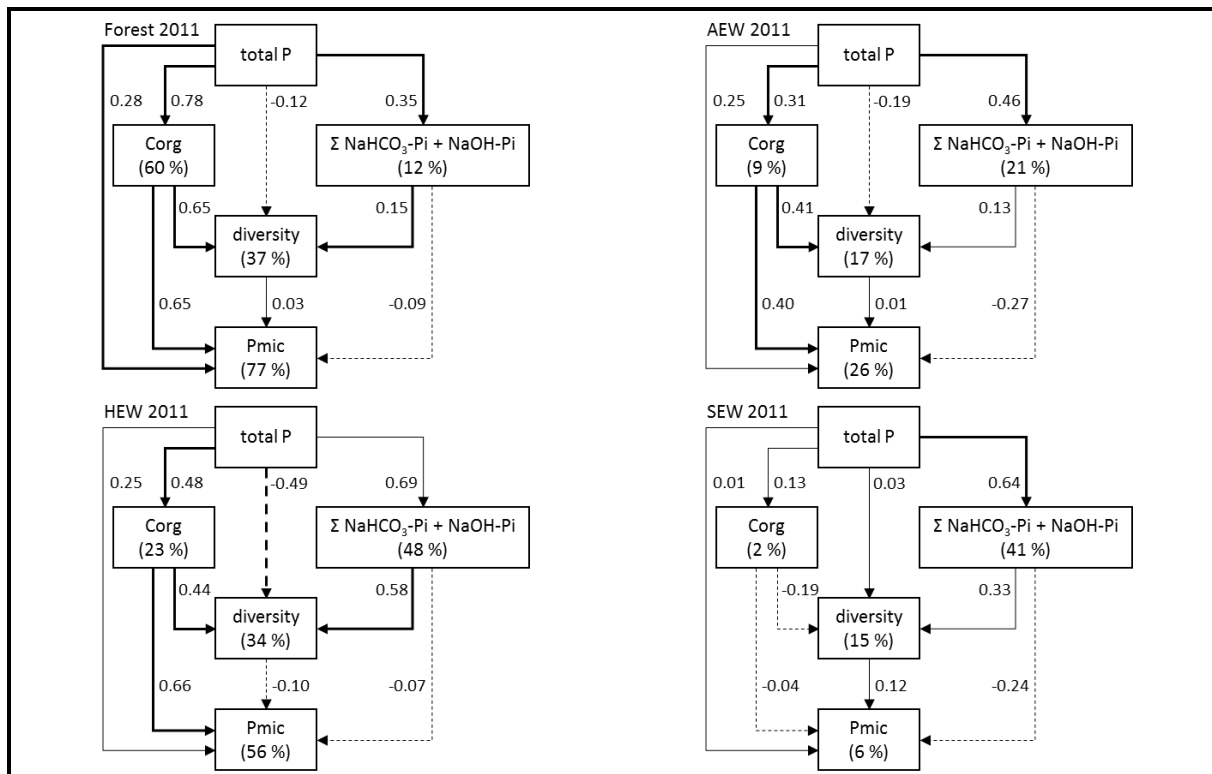 Forest 2011
total P
0.28
0.78
-0.12
0.35
Corg
(60 %)
Σ NaHCO₃-Pi + NaOH-Pi
(12 %)
0.65
0.15
diversity
(37 %)
0.65
0.03
-0.09
Pmic
(77 %)
AEW 2011
total P
0.25
0.31
-0.19
0.46
Corg
(9 %)
Σ NaHCO₃-Pi + NaOH-Pi
(21 %)
0.41
0.13
diversity
(17 %)
0.40
0.01
-0.27
Pmic
(26 %)
HEW 2011
total P
0.25
0.48
-0.49
0.69
Corg
(23 %)
Σ NaHCO₃-Pi + NaOH-Pi
(48 %)
0.44
0.58
diversity
(34 %)
0.66
-0.10
-0.07
Pmic
(56 %)
SEW 2011
total P
0.01
0.13
0.03
0.64
Corg
(2 %)
Σ NaHCO₃-Pi + NaOH-Pi
(41 %)
-0.19
0.33
diversity
(15 %)
-0.04
0.12
-0.24
Pmic
(6 %)